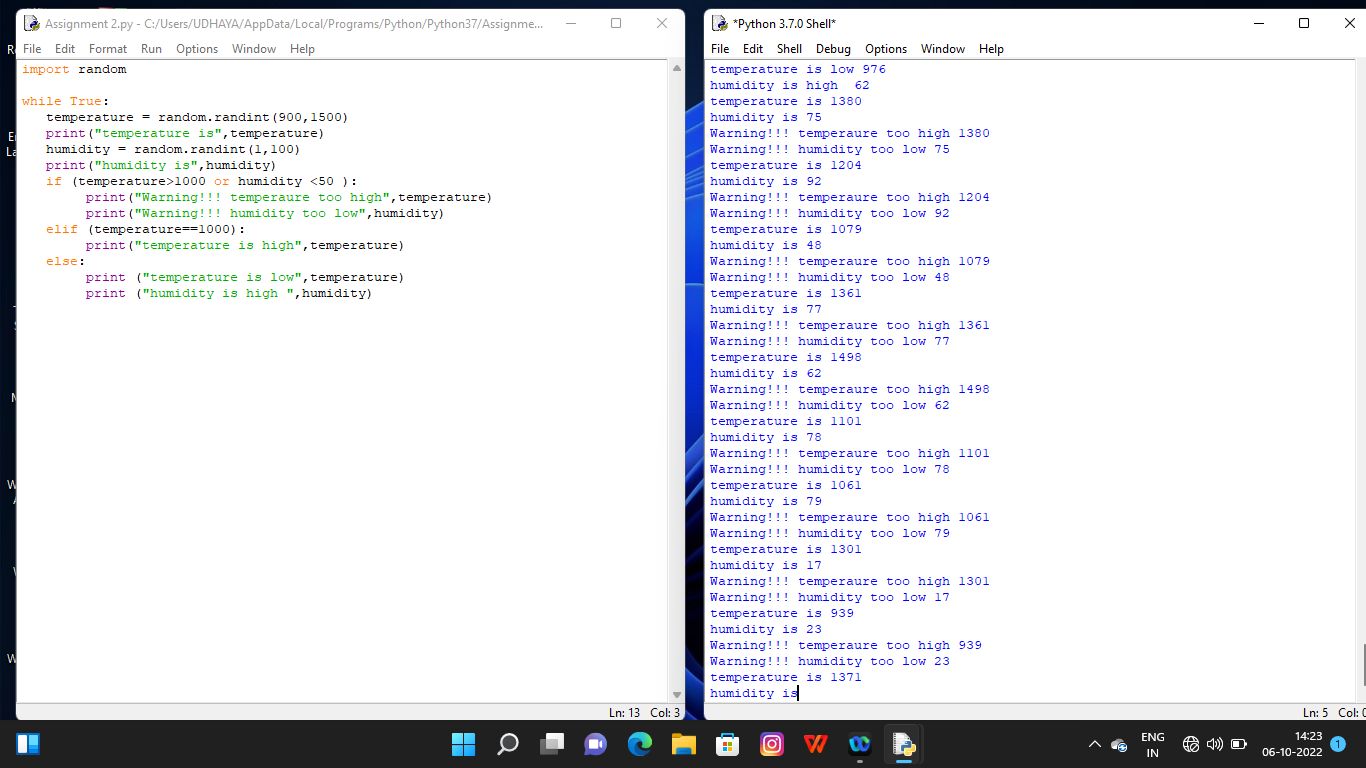 Assignment 2.py - C:/Users/UDHAYA/AppData/Local/Programs/Python/Python37/Assignme...
File Edit Format Run Options Window Help
import random
while True:
temperature = random.randint(900,1500)
print("temperature is",temperature)
humidity = random.randint(1,100)
print("humidity is",humidity)
if (temperature>1000 or humidity <50 ):
print("Warning!!! temperaure too high",temperature)
print("Warning!!! humidity too low",humidity)
elif (temperature==1000):
print("temperature is high",temperature)
else:
print ("temperature is low",temperature)
print ("humidity is high ",humidity)
Ln: 13 Col: 3
*Python 3.7.0 Shell*
File Edit Shell Debug Options Window Help
temperature is low 976
humidity is high  62
temperature is 1380
humidity is 75
Warning!!! temperaure too high 1380
Warning!!! humidity too low 75
temperature is 1204
humidity is 92
Warning!!! temperaure too high 1204
Warning!!! humidity too low 92
temperature is 1079
humidity is 48
Warning!!! temperaure too high 1079
Warning!!! humidity too low 48
temperature is 1361
humidity is 77
Warning!!! temperaure too high 1361
Warning!!! humidity too low 77
temperature is 1498
humidity is 62
Warning!!! temperaure too high 1498
Warning!!! humidity too low 62
temperature is 1101
humidity is 78
Warning!!! temperaure too high 1101
Warning!!! humidity too low 78
temperature is 1061
humidity is 79
Warning!!! temperaure too high 1061
Warning!!! humidity too low 79
temperature is 1301
humidity is 17
Warning!!! temperaure too high 1301
Warning!!! humidity too low 17
temperature is 939
humidity is 23
Warning!!! temperaure too high 939
Warning!!! humidity too low 23
temperature is 1371
humidity is
Ln: 5 Col:
ENG
IN
14:23
06-10-2022
1